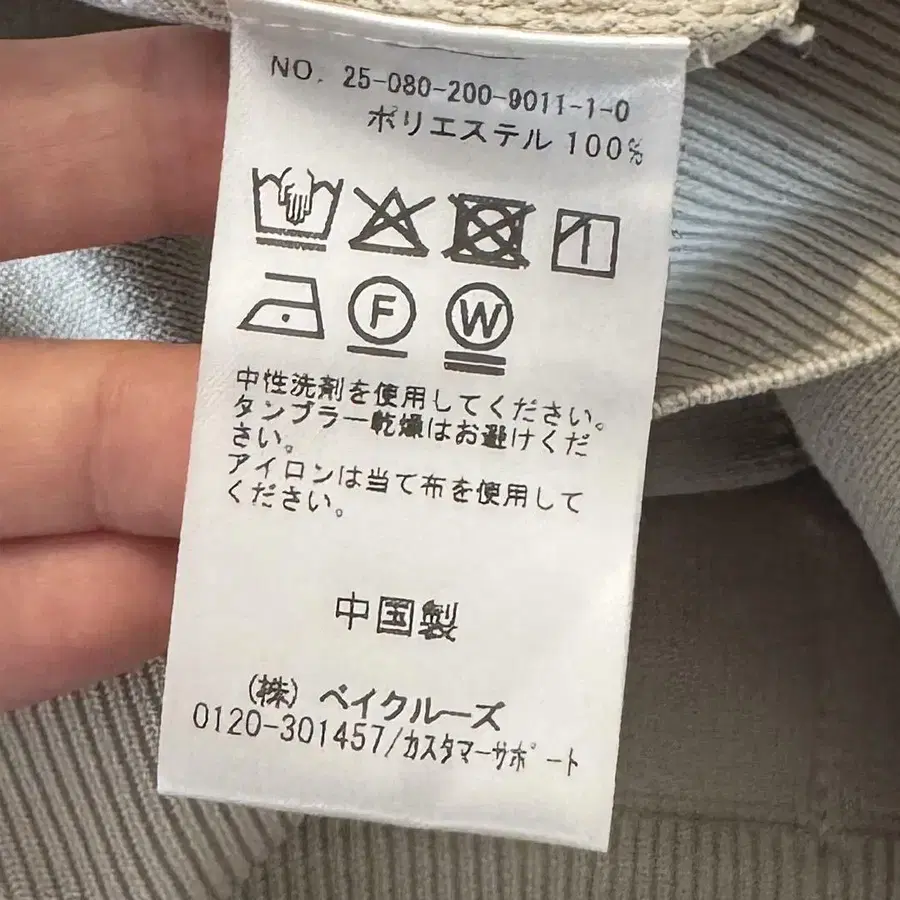 NO. 25-080-200-9011-1-0
ポリエステル 100%
F W
中性洗剤を使用してください。
タンブラー乾燥はお避けくだ
さい。
アイロンは当て布を使用して
ください。
中国製
(株) ベイクルーズ
0120-301457/カスタマーサポート